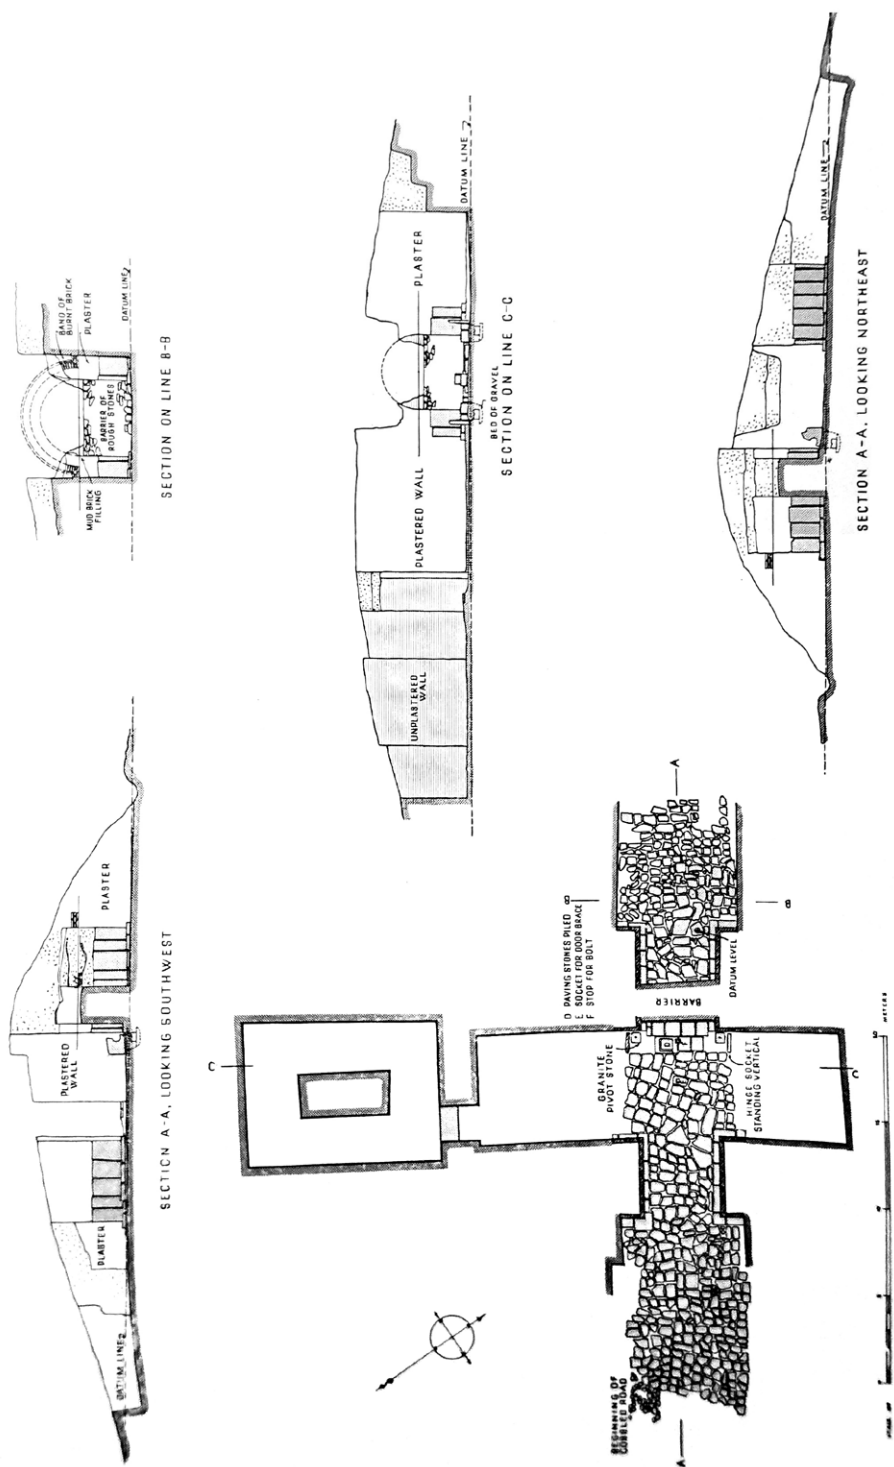 BAND OF
BURNT BRICK
PLASTER
DATUM LINE
BARRIER OF
ROUGH STONES
MUD BRICK
FILLING
SECTION ON LINE B-B
DATUM LINE
PLASTER
BED OF GRAVEL
PLASTERED WALL
UNPLASTERED
WALL
SECTION ON LINE C-C
DATUM LINE
SECTION A-A, LOOKING NORTHEAST
PLASTER
PLASTERED
WALL
PLASTER
DATUM LINE
SECTION A-A, LOOKING SOUTHWEST
A
B
B
D PAVING STONES PILED
E SOCKET FOR DOOR BRACE
F STOP FOR BOLT
BARRIER
DATUM LEVEL
C
GRANITE
PIVOT STONE
HINGE SOCKET
STANDING VERTICAL
C
BEGINNING OF
COBBLED ROAD
A
METERS